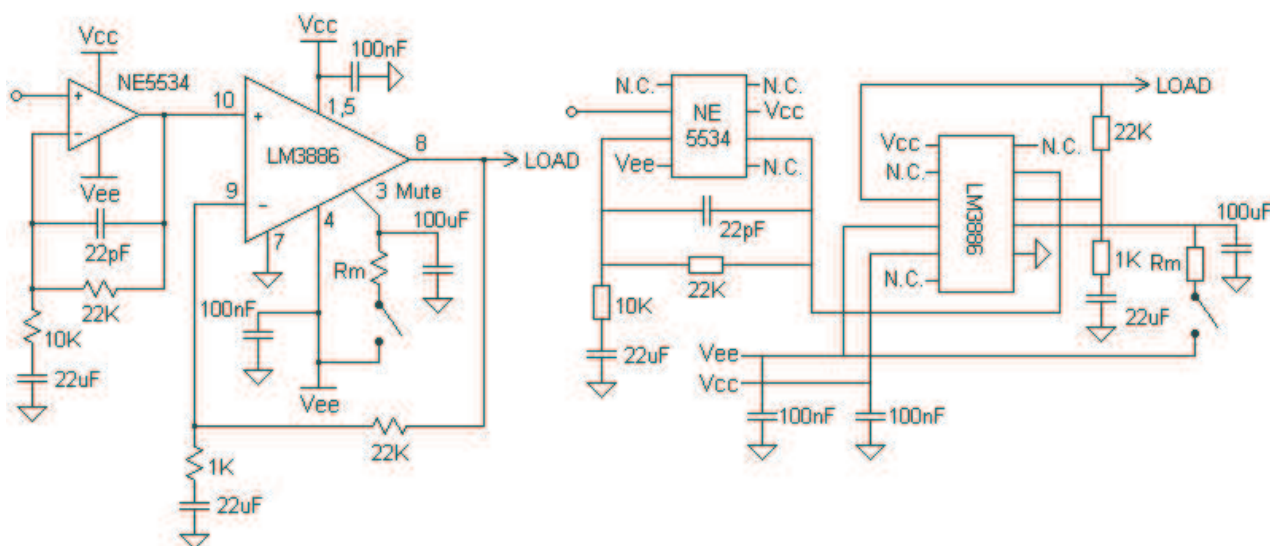 Vcc
NE5534
+
-
Vee
22pF
22K
10K
22uF
Vcc
100nF
10
+
1,5
LM3886
8
LOAD
9
-
3 Mute
4
7
100uF
Rm
100nF
Vee
22K
1K
22uF
N.C.
N.C.
NE
5534
Vcc
Vee
N.C.
22pF
22K
10K
22uF
LOAD
22K
Vcc
N.C.
N.C.
LM3886
100uF
1K
Rm
N.C.
22uF
Vee
Vcc
100nF
100nF